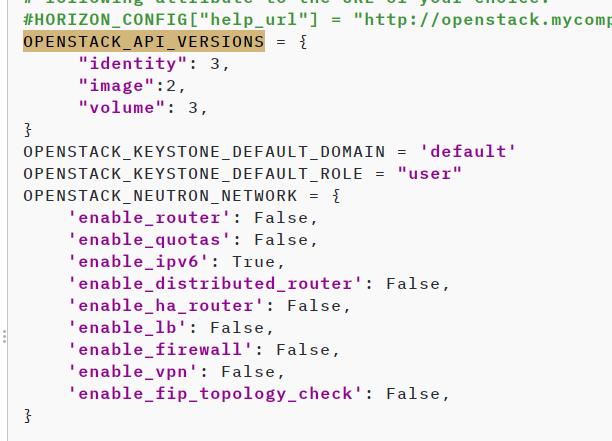 #HORIZON_CONFIG["help_url"] = "http://openstack.mycomp
OPENSTACK_API_VERSIONS = {
"identity": 3,
"image":2,
"volume": 3,
}
OPENSTACK_KEYSTONE_DEFAULT_DOMAIN = 'default'
OPENSTACK_KEYSTONE_DEFAULT_ROLE = "user"
OPENSTACK_NEUTRON_NETWORK = {
'enable_router': False,
'enable_quotas': False,
'enable_ipv6': True,
'enable_distributed_router': False,
'enable_ha_router': False,
'enable_lb': False,
'enable_firewall': False,
'enable_vpn': False,
'enable_fip_topology_check': False,
}